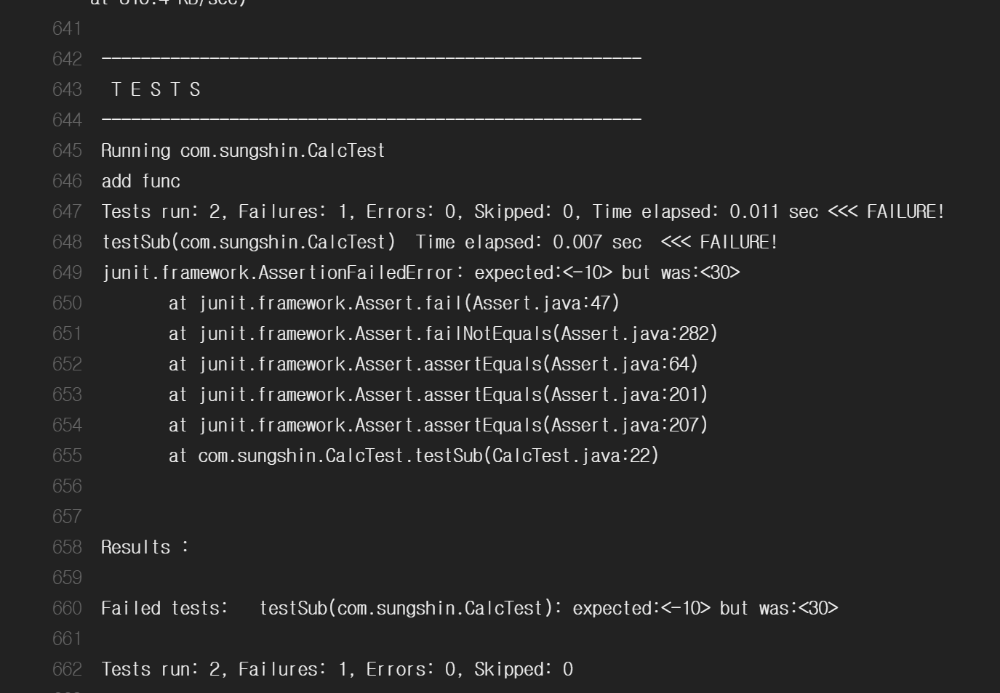 641
642 -------------------------------------------------------
643  T E S T S
644 -------------------------------------------------------
645 Running com.sungshin.CalcTest
646 add func
647 Tests run: 2, Failures: 1, Errors: 0, Skipped: 0, Time elapsed: 0.011 sec <<< FAILURE!
648 testSub(com.sungshin.CalcTest)  Time elapsed: 0.007 sec  <<< FAILURE!
649 junit.framework.AssertionFailedError: expected:<-10> but was:<30>
650 at junit.framework.Assert.fail(Assert.java:47)
651 at junit.framework.Assert.failNotEquals(Assert.java:282)
652 at junit.framework.Assert.assertEquals(Assert.java:64)
653 at junit.framework.Assert.assertEquals(Assert.java:201)
654 at junit.framework.Assert.assertEquals(Assert.java:207)
655 at com.sungshin.CalcTest.testSub(CalcTest.java:22)
656
657
658 Results :
659
660 Failed tests:   testSub(com.sungshin.CalcTest): expected:<-10> but was:<30>
661
662 Tests run: 2, Failures: 1, Errors: 0, Skipped: 0